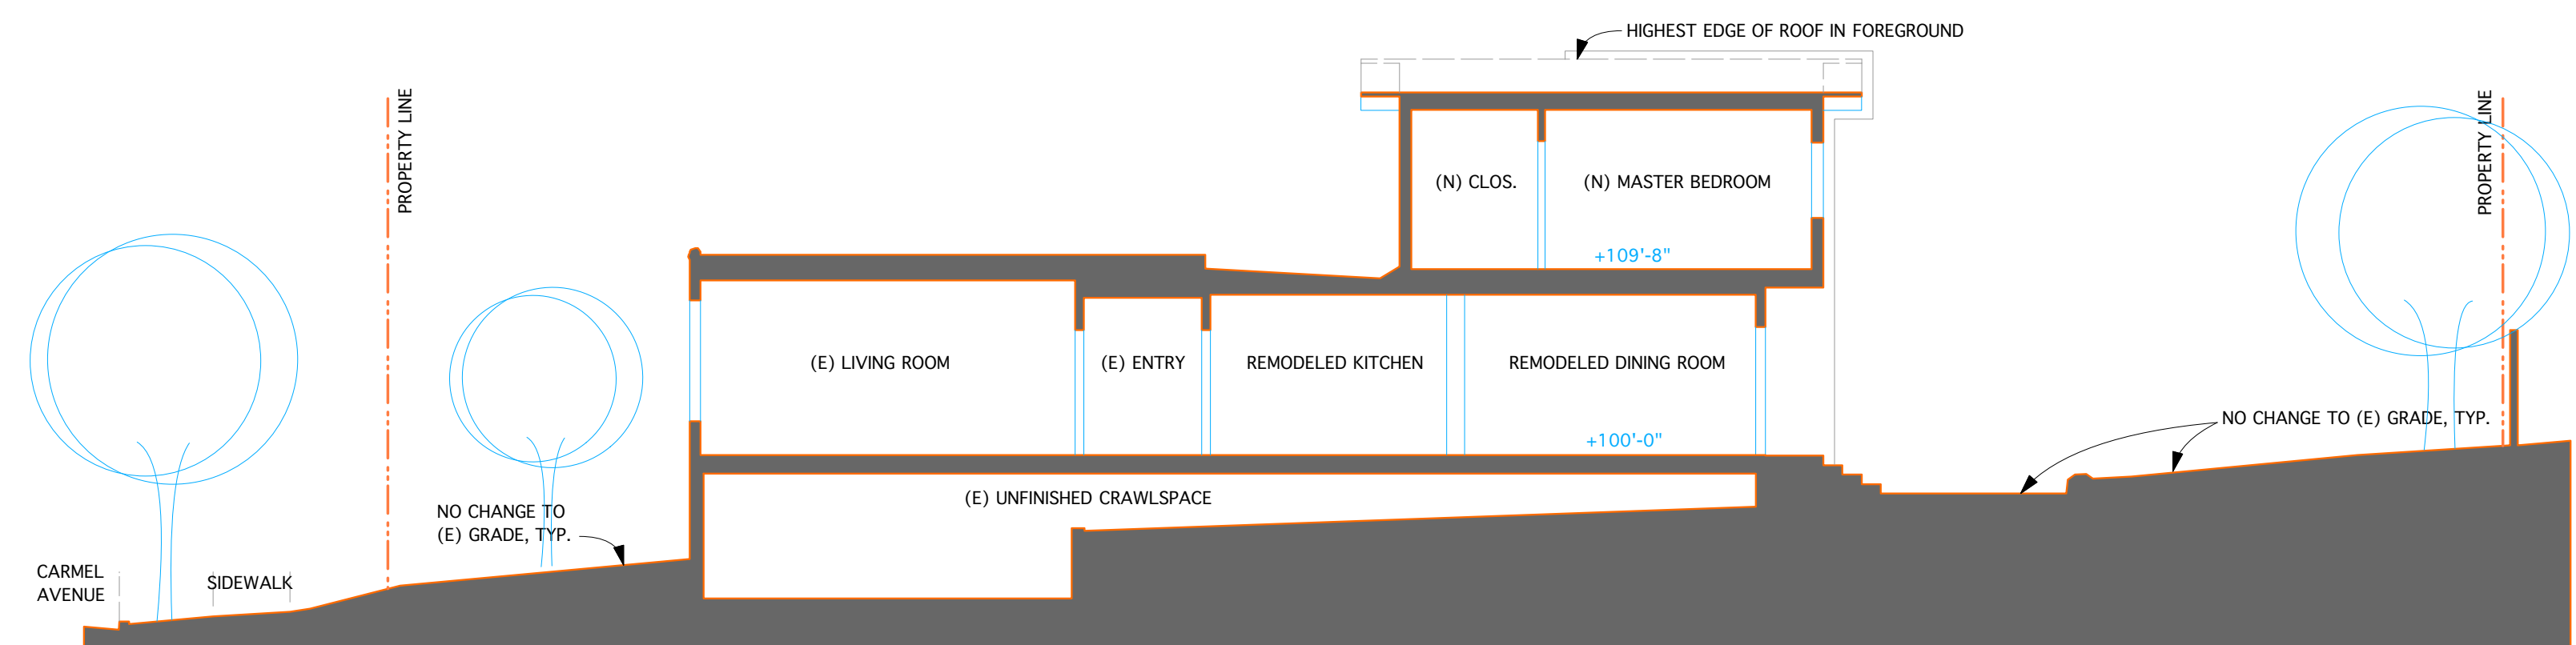 HIGHEST EDGE OF ROOF IN FOREGROUND
PROPERTY LINE
PROPERTY LINE
(N) CLOS.
(N) MASTER BEDROOM
+109'-8"
(E) LIVING ROOM
(E) ENTRY
REMODELED KITCHEN
REMODELED DINING ROOM
+100'-0"
NO CHANGE TO (E) GRADE, TYP.
(E) UNFINISHED CRAWLSPACE
NO CHANGE TO
(E) GRADE, TYP.
CARMEL
AVENUE
SIDEWALK